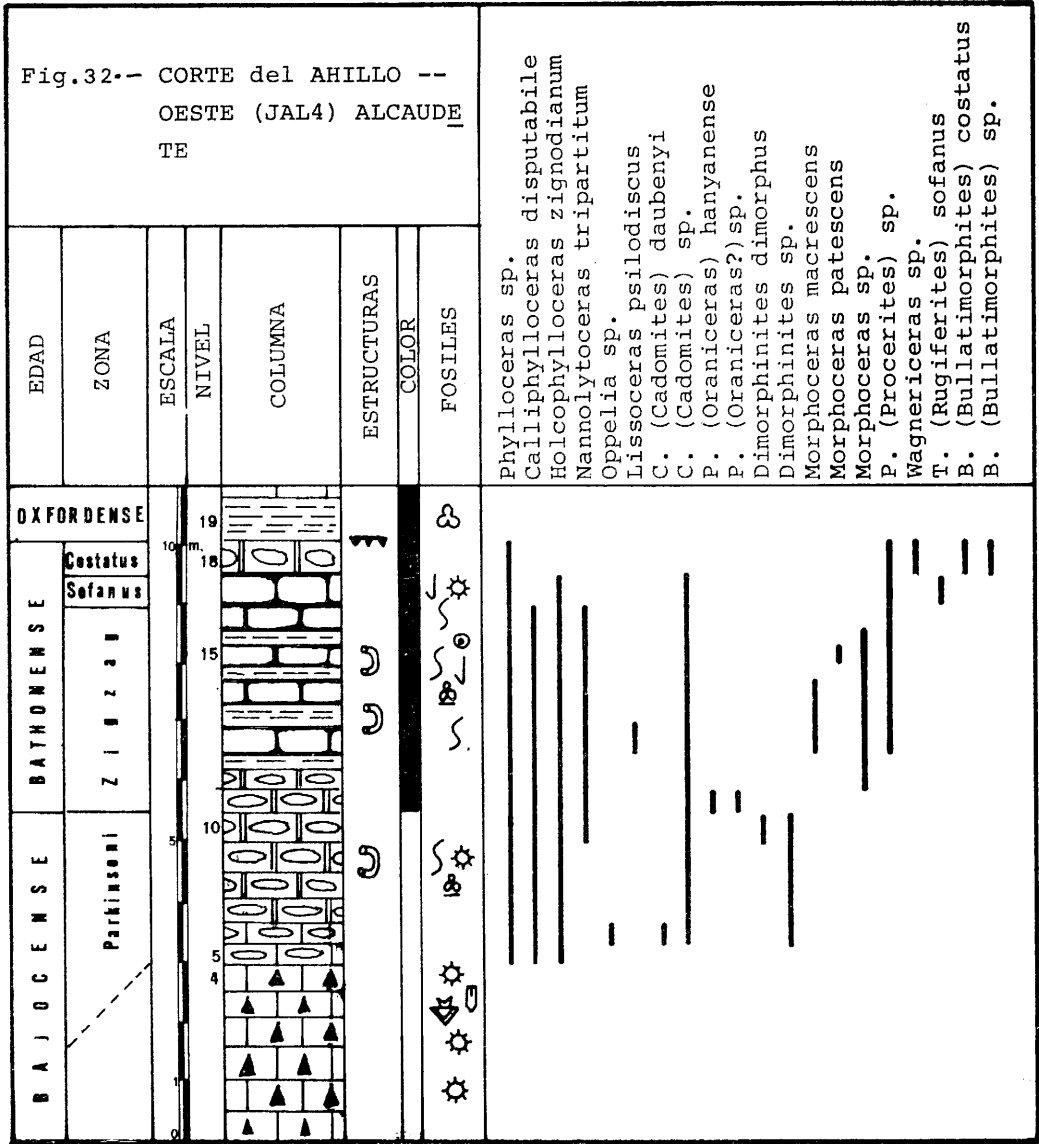 Fig.32.-- CORTE del AHILLO --
OESTE (JAL4) ALCAUDE
TE
EDAD
ZONA
ESCALA
NIVEL
COLUMNA
ESTRUCTURAS
COLOR
FOSILES
Phylloceras sp.
Calliphylloceras disputabile
Holcophylloceras zignodianum
Nannolytoceras tripartitum
Oppelia sp.
Lissoceras psilodiscus
C. (Cadomites) daubenyi
C. (Cadomites) sp.
P. (Oraniceras) hanyanense
P. (Oraniceras?) sp.
Dimorphinites dimorphus
Dimorphinites sp.
Morphoceras macrescens
Morphoceras patescens
Morphoceras sp.
P. (Procerites) sp.
Wagnericeras sp.
T. (Rugiferites) sofanus
B. (Bullatimorphites) costatus
B. (Bullatimorphites) sp.
OXFORDENSE
BATHONENSE
BAJOCENSE
Costatus
Sofanus
Zigzag
Parkinsoni
10 m.
5
1
0
19
18
15
10
5
4